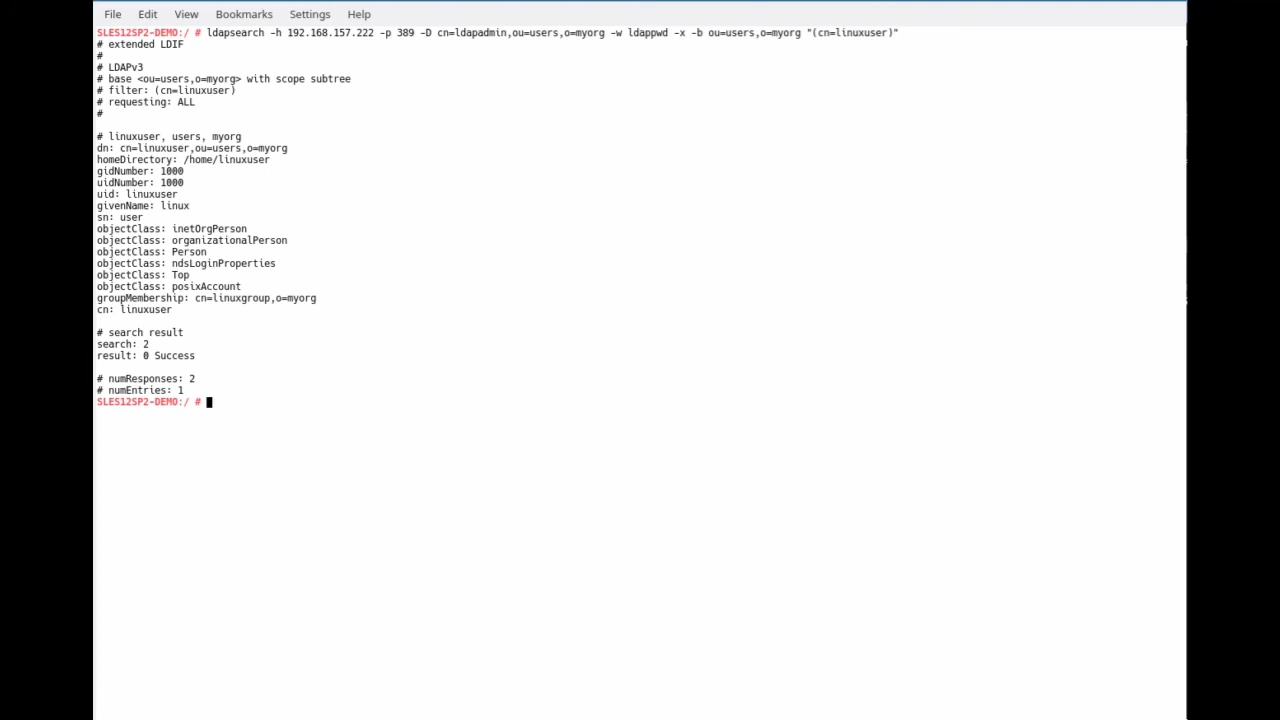 File Edit View Bookmarks Settings Help
SLES12SP2-DEMO:/ # ldapsearch -h 192.168.157.222 -p 389 -D cn=ldapadmin,ou=users,o=myorg -w ldappwd -x -b ou=users,o=myorg "(cn=linuxuser)"
# extended LDIF
#
# LDAPv3
# base <ou=users,o=myorg> with scope subtree
# filter: (cn=linuxuser)
# requesting: ALL
#
# linuxuser, users, myorg
dn: cn=linuxuser,ou=users,o=myorg
homeDirectory: /home/linuxuser
gidNumber: 1000
uidNumber: 1000
uid: linuxuser
givenName: linux
sn: user
objectClass: inetOrgPerson
objectClass: organizationalPerson
objectClass: Person
objectClass: ndsLoginProperties
objectClass: Top
objectClass: posixAccount
groupMembership: cn=linuxgroup,o=myorg
cn: linuxuser
# search result
search: 2
result: 0 Success
# numResponses: 2
# numEntries: 1
SLES12SP2-DEMO:/ #